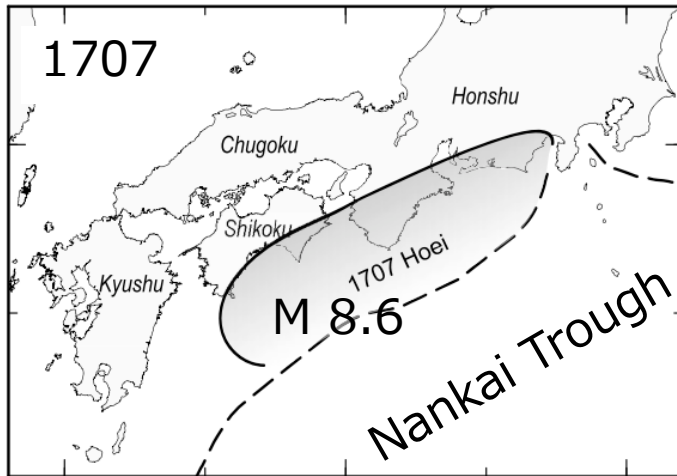 1707
Honshu
Chugoku
Shikoku
Kyushu
1707 Hoei
M 8.6
Nankai Trough